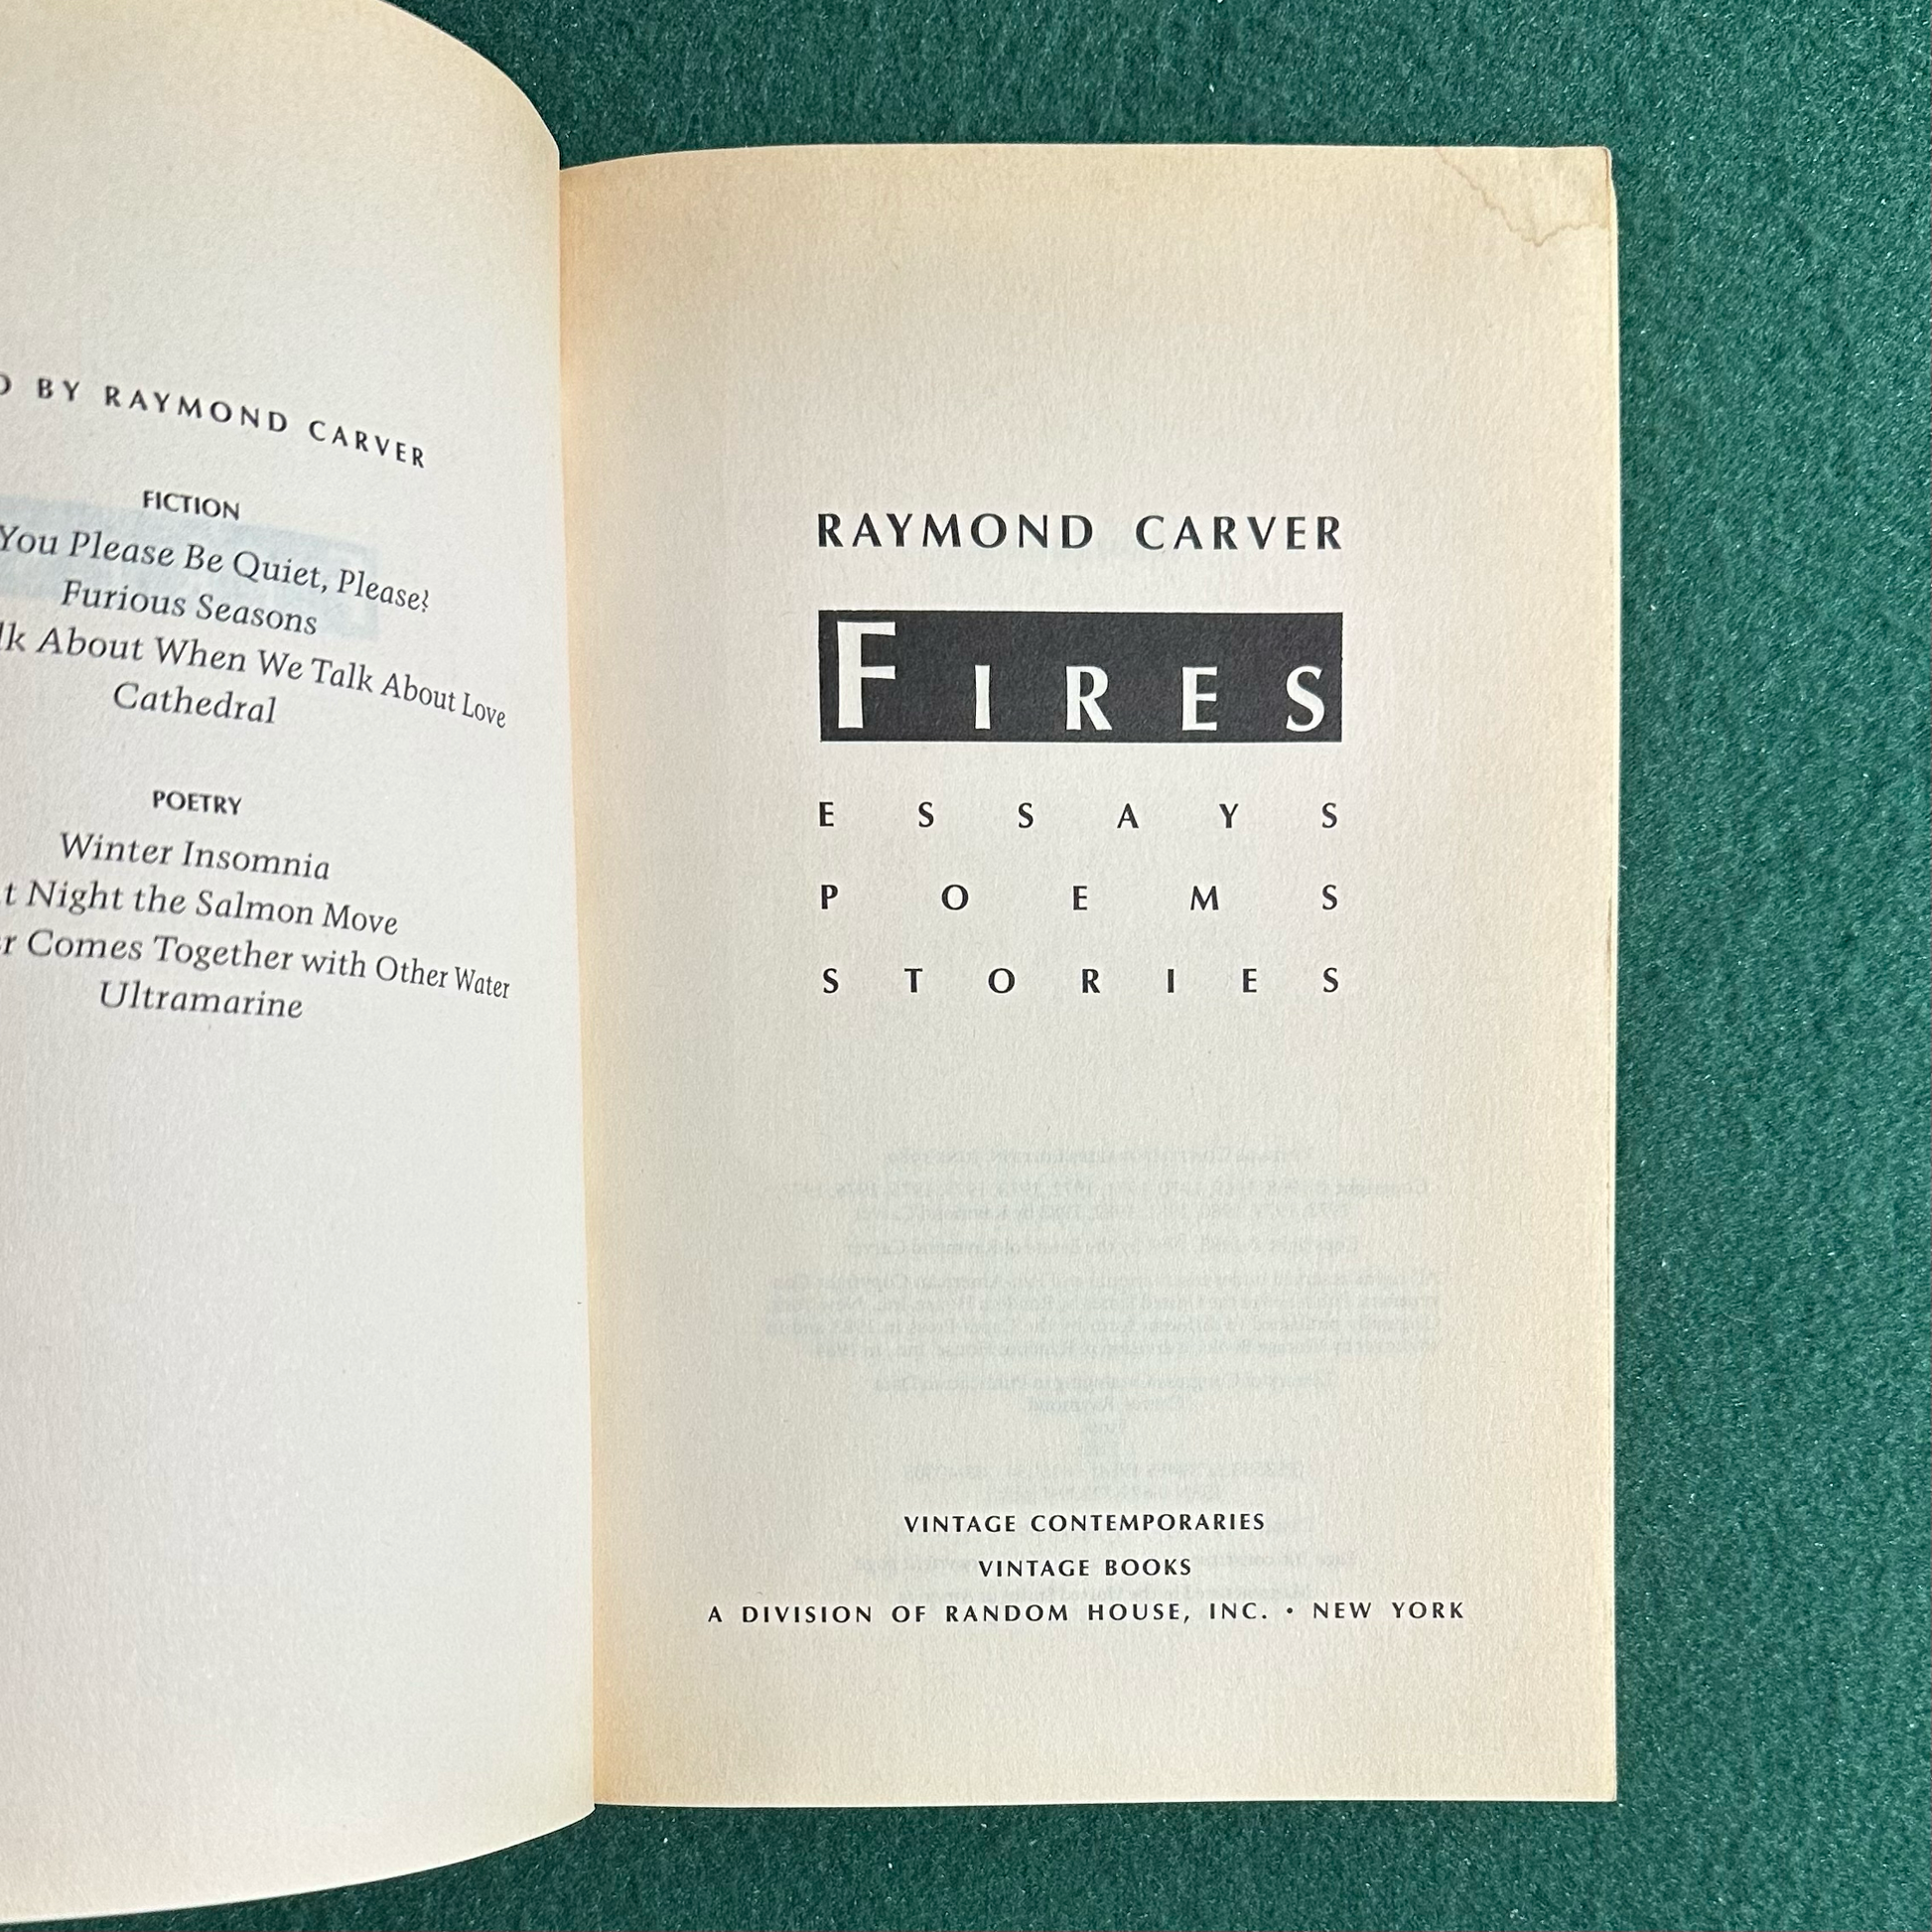 BY RAYMOND CARVER
FICTION
You Please Be Quiet, Please?
Furious Seasons
About When We Talk About Love
Cathedral
POETRY
Winter Insomnia
Night the Salmon Move
Comes Together with Other Water
Ultramarine
RAYMOND CARVER
FIRES
ESSAYS
POEMS
STORIES
VINTAGE CONTEMPORARIES
VINTAGE BOOKS
A DIVISION OF RANDOM HOUSE, INC. • NEW YORK